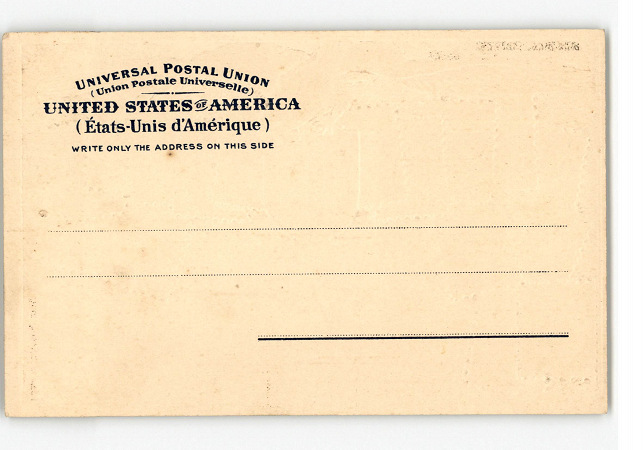 UNIVERSAL POSTAL UNION
(Union Postale Universelle)
UNITED STATES OF AMERICA
(États-Unis d'Amérique)
WRITE ONLY THE ADDRESS ON THIS SIDE